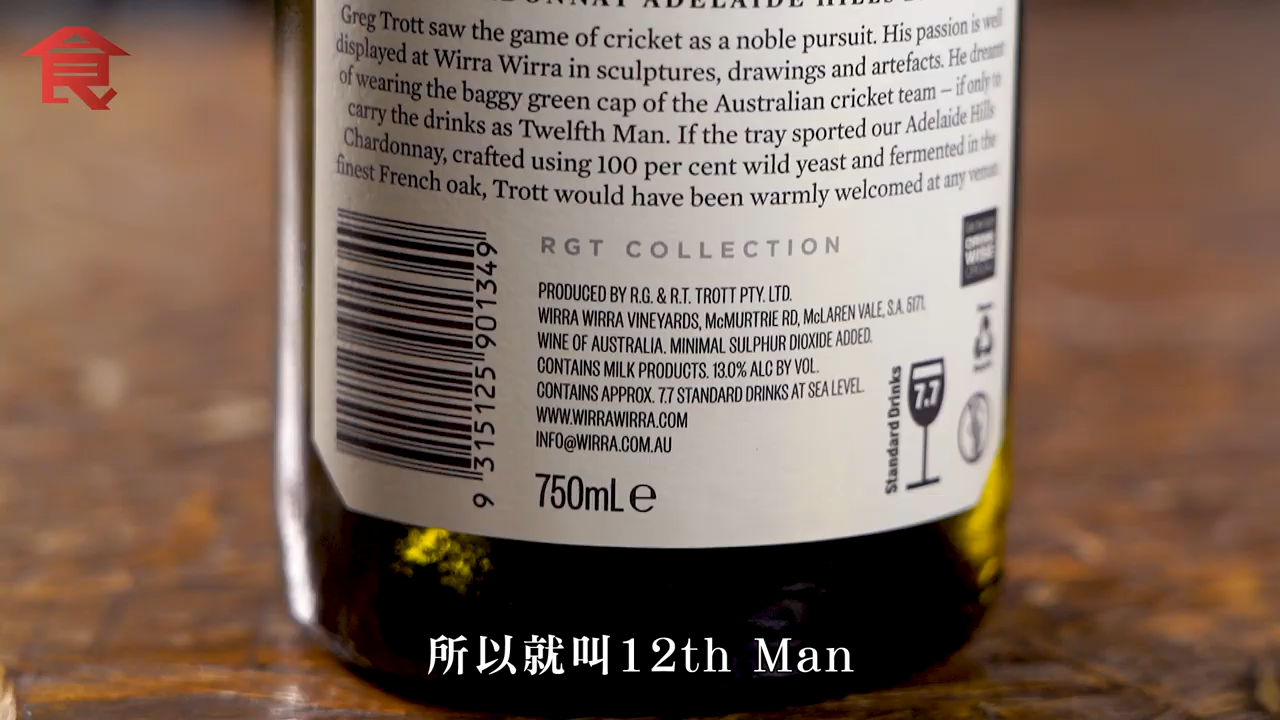 CHARDONNAY ADELAIDE HILLS
Greg Trott saw the game of cricket as a noble pursuit. His passion is well
displayed at Wirra Wirra in sculptures, drawings and artefacts. He dreamt
of wearing the baggy green cap of the Australian cricket team – if only to
carry the drinks as Twelfth Man. If the tray sported our Adelaide Hills
Chardonnay, crafted using 100 per cent wild yeast and fermented in the
finest French oak, Trott would have been warmly welcomed at any venue.
RGT COLLECTION
PRODUCED BY R.G. & R.T. TROTT PTY. LTD.
WIRRA WIRRA VINEYARDS, McMURTRIE RD, McLAREN VALE, S.A. 5171.
WINE OF AUSTRALIA. MINIMAL SULPHUR DIOXIDE ADDED.
CONTAINS MILK PRODUCTS. 13.0% ALC BY VOL.
CONTAINS APPROX. 7.7 STANDARD DRINKS AT SEA LEVEL.
WWW.WIRRAWIRRA.COM
INFO@WIRRA.COM.AU
750mL e
9 315125 901349
Standard Drinks
7.7
WISE
食
所以就叫12th Man